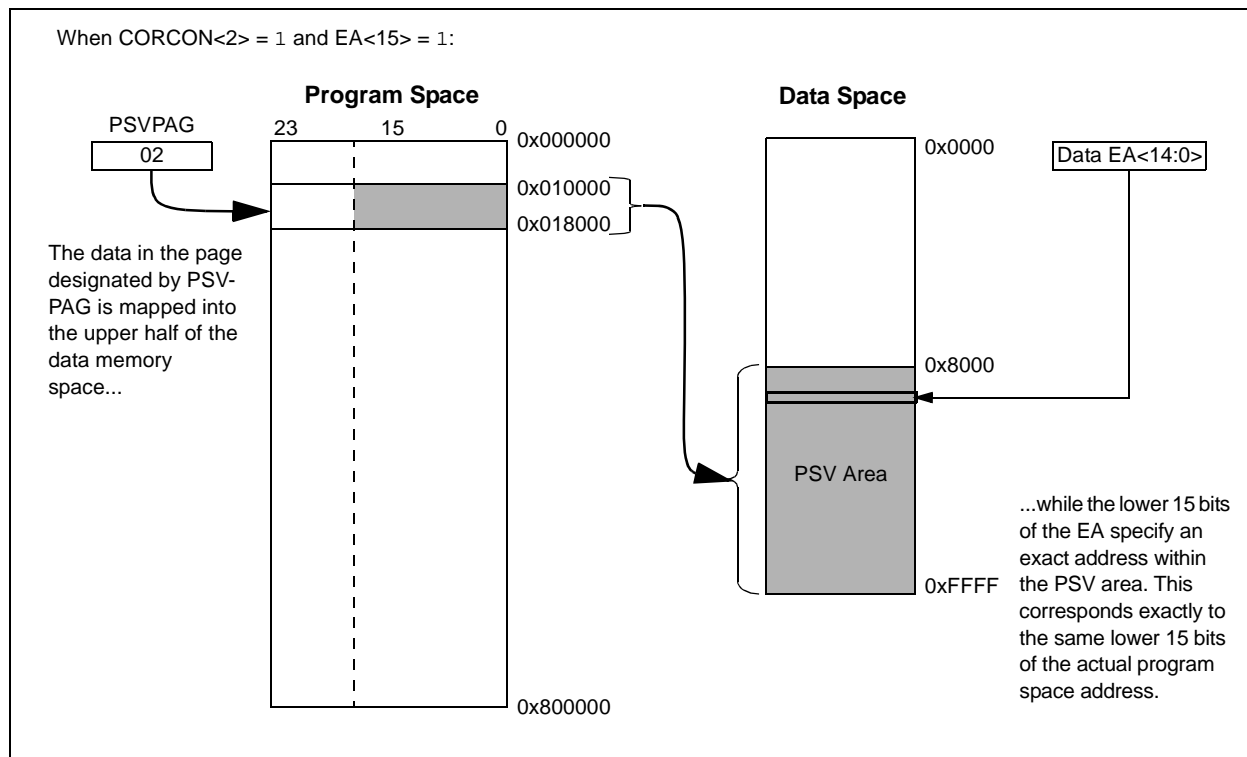 When CORCON<2> = 1 and EA<15> = 1:
Program Space
Data Space
PSVPAG
02
23
15
0
0x000000
0x010000
0x018000
0x800000
The data in the page
designated by PSV-
PAG is mapped into
the upper half of the
data memory
space...
0x0000
0x8000
0xFFFF
PSV Area
Data EA<14:0>
...while the lower 15 bits
of the EA specify an
exact address within
the PSV area. This
corresponds exactly to
the same lower 15 bits
of the actual program
space address.